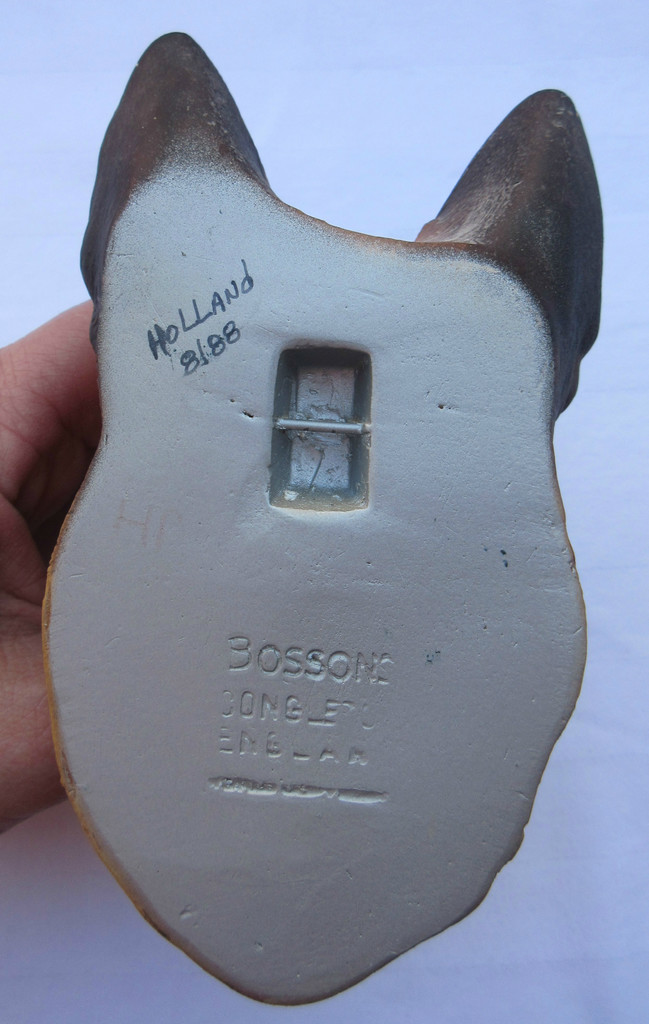 HOLLAND
8188
BOSSONS
CONGLETON
ENGLAND